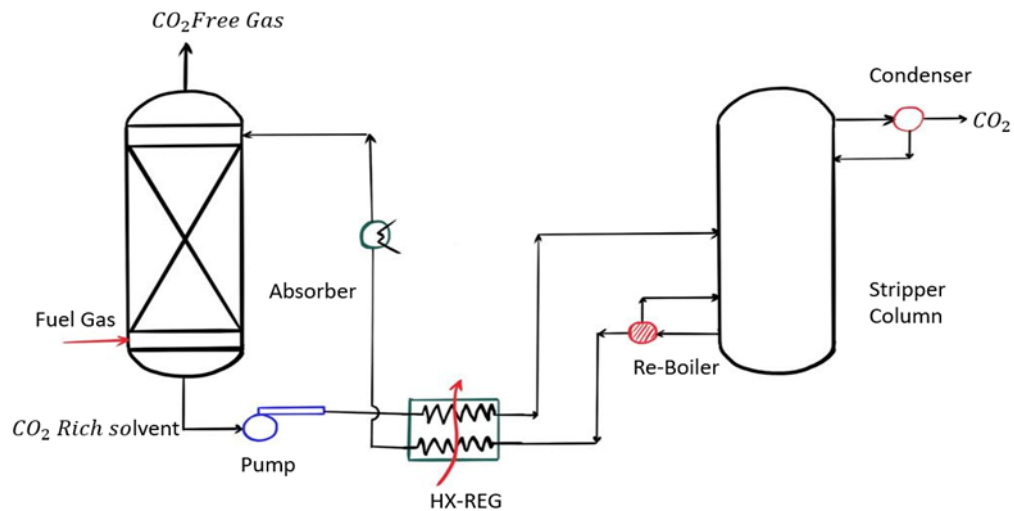 CO₂Free Gas
Condenser
CO₂
Absorber
Stripper
Column
Fuel Gas
Re-Boiler
CO₂ Rich solvent
Pump
HX-REG